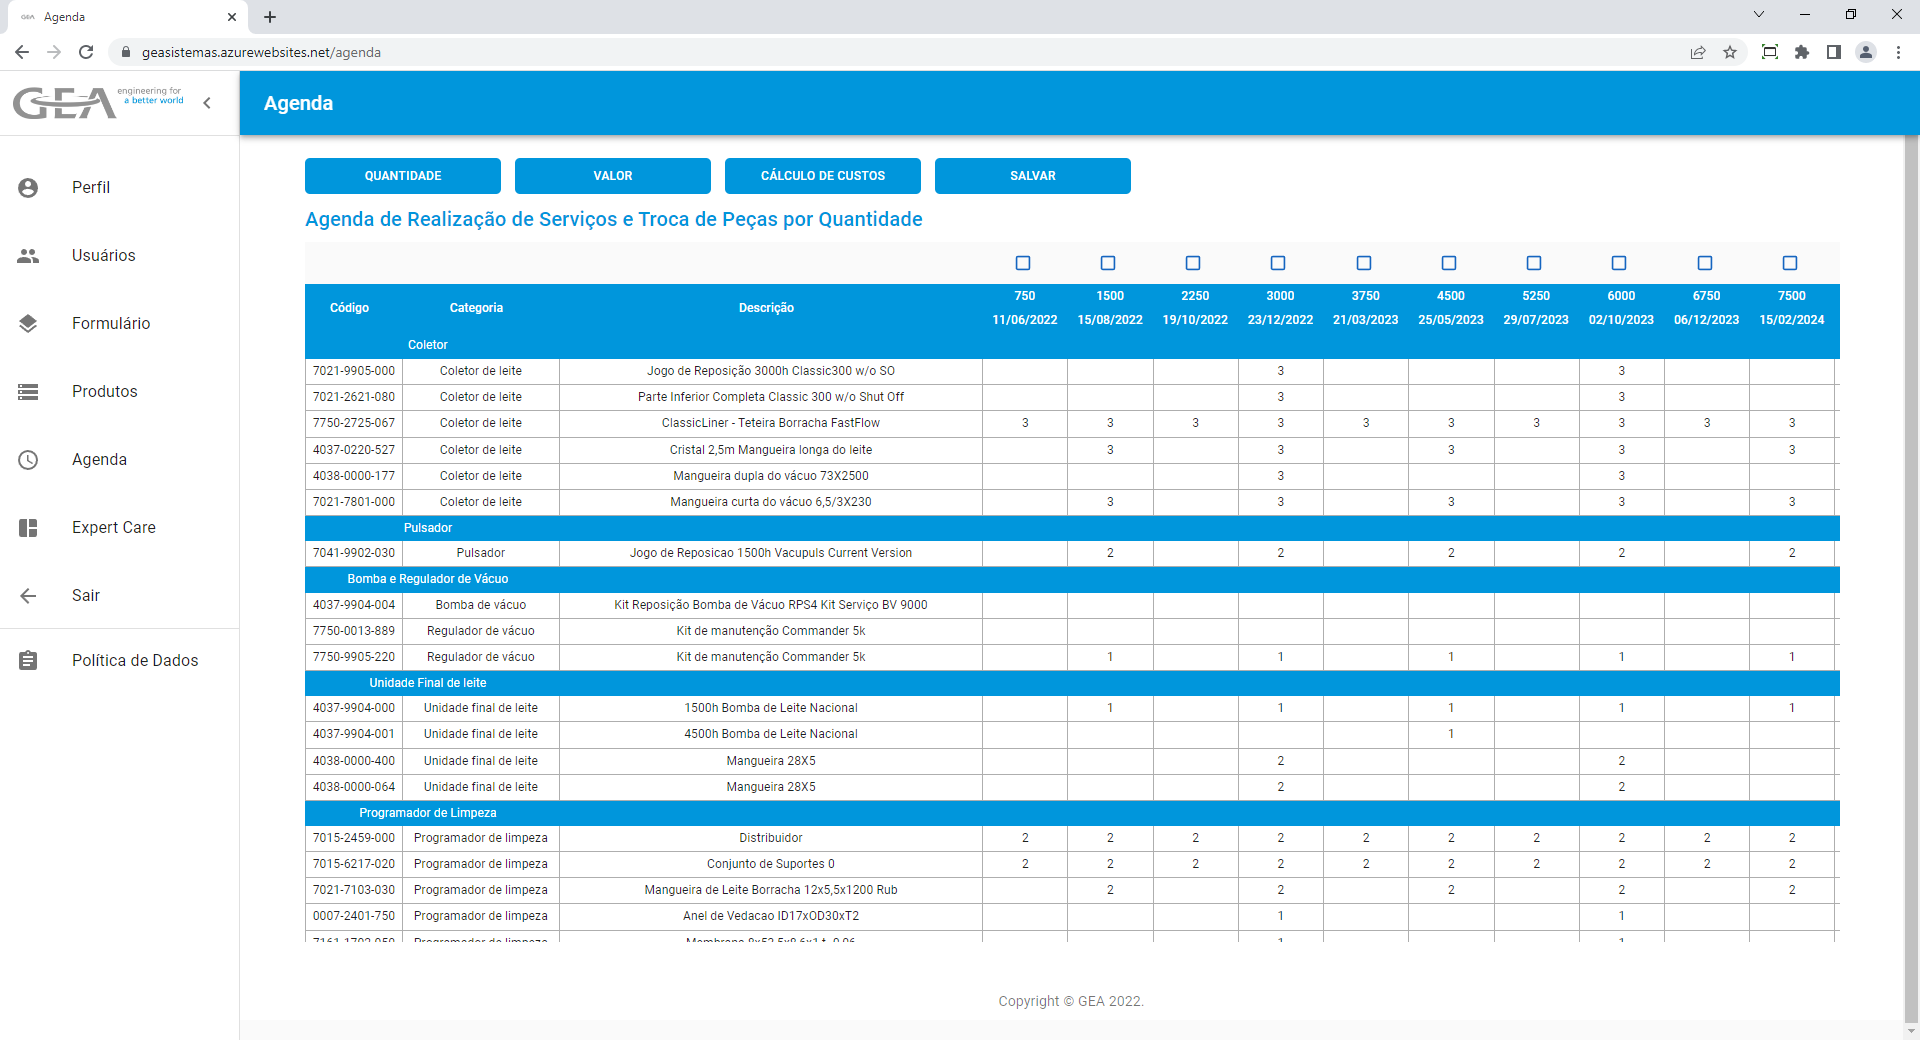 GEA Agenda
geasistemas.azurewebsites.net/agenda
GEA engineering for
a better world
Agenda
Perfil
Usuários
Formulário
Produtos
Agenda
Expert Care
Sair
Política de Dados
QUANTIDADE VALOR CÁLCULO DE CUSTOS SALVAR
Agenda de Realização de Serviços e Troca de Peças por Quantidade
Código Categoria Descrição 750 1500 2250 3000 3750 4500 5250 6000 6750 7500
11/06/2022 15/08/2022 19/10/2022 23/12/2022 21/03/2023 25/05/2023 29/07/2023 02/10/2023 06/12/2023 15/02/2024
Coletor
7021-9905-000 Coletor de leite Jogo de Reposição 3000h Classic300 w/o SO 3 3
7021-2621-080 Coletor de leite Parte Inferior Completa Classic 300 w/o Shut Off 3 3
7750-2725-067 Coletor de leite ClassicLiner - Teteira Borracha FastFlow 3 3 3 3 3 3 3 3 3 3
4037-0220-527 Coletor de leite Cristal 2,5m Mangueira longa do leite 3 3 3 3 3
4038-0000-177 Coletor de leite Mangueira dupla do vácuo 73X2500 3 3
7021-7801-000 Coletor de leite Mangueira curta do vácuo 6,5/3X230 3 3 3 3 3
Pulsador
7041-9902-030 Pulsador Jogo de Reposicao 1500h Vacupuls Current Version 2 2 2 2 2
Bomba e Regulador de Vácuo
4037-9904-004 Bomba de vácuo Kit Reposição Bomba de Vácuo RPS4 Kit Serviço BV 9000
7750-0013-889 Regulador de vácuo Kit de manutenção Commander 5k
7750-9905-220 Regulador de vácuo Kit de manutenção Commander 5k 1 1 1 1 1
Unidade Final de leite
4037-9904-000 Unidade final de leite 1500h Bomba de Leite Nacional 1 1 1 1 1
4037-9904-001 Unidade final de leite 4500h Bomba de Leite Nacional 1
4038-0000-400 Unidade final de leite Mangueira 28X5 2 2
4038-0000-064 Unidade final de leite Mangueira 28X5 2 2
Programador de Limpeza
7015-2459-000 Programador de limpeza Distribuidor 2 2 2 2 2 2 2 2 2 2
7015-6217-020 Programador de limpeza Conjunto de Suportes 0 2 2 2 2 2 2 2 2 2 2
7021-7103-030 Programador de limpeza Mangueira de Leite Borracha 12x5,5x1200 Rub 2 2 2 2 2
0007-2401-750 Programador de limpeza Anel de Vedacao ID17xOD30xT2 1 1
Programador de limpeza 1 1
Copyright © GEA 2022.